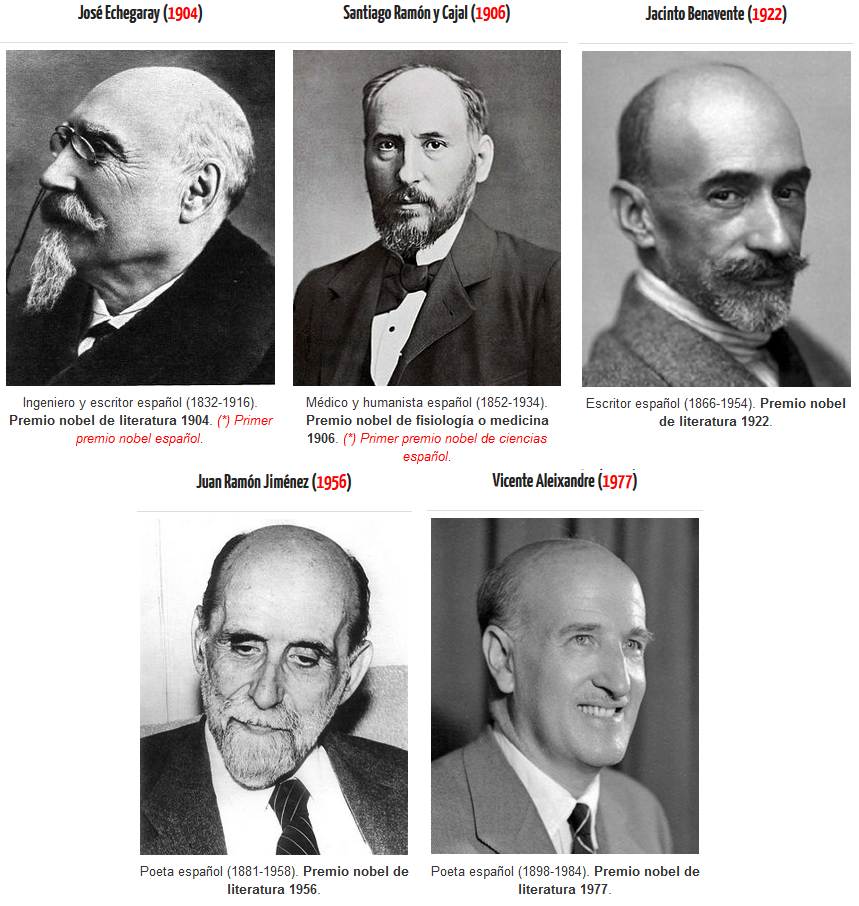 José Echegaray (1904)
Santiago Ramón y Cajal (1906)
Jacinto Benavente (1922)
Ingeniero y escritor español (1832-1916).
Premio nobel de literatura 1904. (*) Primer
premio nobel español.
Médico y humanista español (1852-1934).
Premio nobel de fisiología o medicina
1906. (*) Primer premio nobel de ciencias
español.
Escritor español (1866-1954). Premio nobel
de literatura 1922.
Juan Ramón Jiménez (1956)
Vicente Aleixandre (1977)
Poeta español (1881-1958). Premio nobel de
literatura 1956.
Poeta español (1898-1984). Premio nobel de
literatura 1977.